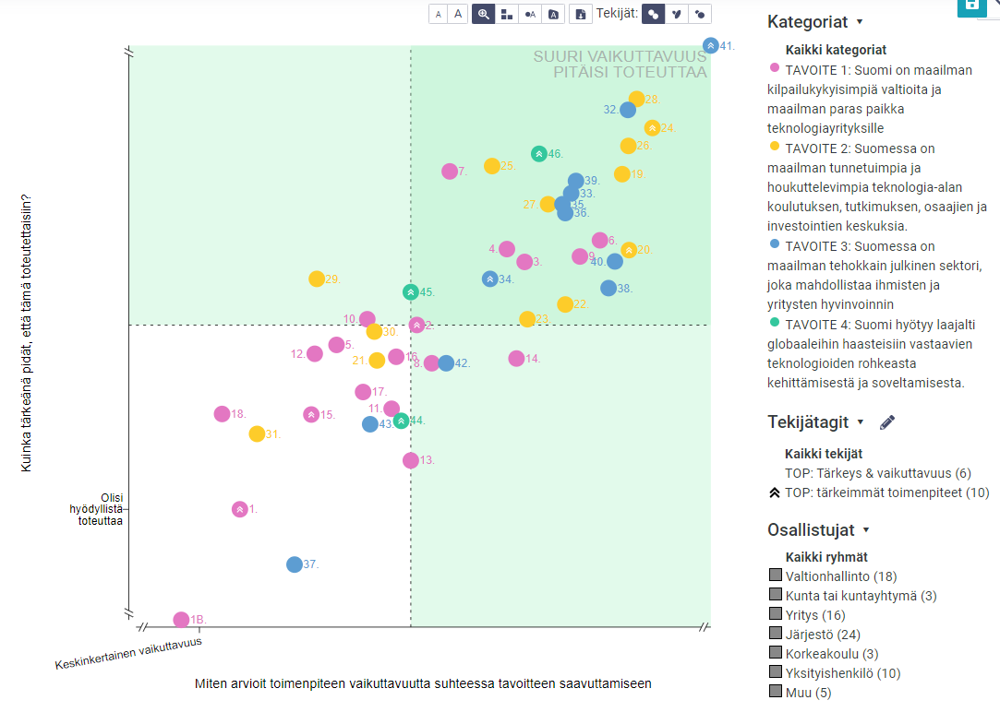 A A Tekijät:
SUURI VAIKUTTAVUUS
PITÄISI TOTEUTTAA
41.
28.
32.
24.
26.
46.
25.
7.
19.
39.
33.
27.
35.
36.
6.
4.
20.
9.
3.
40.
29.
34.
38.
45.
22.
10.
23.
2.
30.
5.
12.
16.
14.
21.
8.
42.
17.
11.
18.
15.
44.
43.
31.
13.
1.
37.
1B.
Kuinka tärkeänä pidät, että tämä toteutettaisiin?
Olisi
hyödyllistä
toteuttaa
Keskinkertainen vaikuttavuus
Miten arvioit toimenpiteen vaikuttavuutta suhteessa tavoitteen saavuttamiseen
Kategoriat
Kaikki kategoriat
TAVOITE 1: Suomi on maailman
kilpailukykyisimpiä valtioita ja
maailman paras paikka
teknologiayrityksille
TAVOITE 2: Suomessa on
maailman tunnetuimpia ja
houkuttelevimpia teknologia-alan
koulutuksen, tutkimuksen, osaajien ja
investointien keskuksia.
TAVOITE 3: Suomessa on
maailman tehokkain julkinen sektori,
joka mahdollistaa ihmisten ja
yritysten hyvinvoinnin
TAVOITE 4: Suomi hyötyy laajalti
globaaleihin haasteisiin vastaavien
teknologioiden rohkeasta
kehittämisestä ja soveltamisesta.
Tekijätagit
Kaikki tekijät
TOP: Tärkeys & vaikuttavuus (6)
TOP: tärkeimmät toimenpiteet (10)
Osallistujat
Kaikki ryhmät
Valtionhallinto (18)
Kunta tai kuntayhtymä (3)
Yritys (16)
Järjestö (24)
Korkeakoulu (3)
Yksityishenkilö (10)
Muu (5)